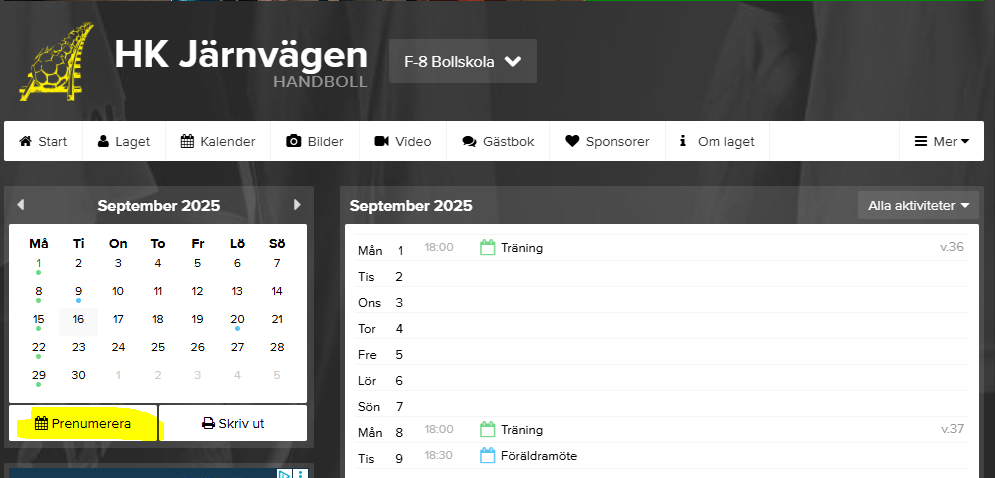 HK Järnvägen
HANDBOLL
F-8 Bollskola
Start Laget Kalender Bilder Video Gästbok Sponsorer Om laget Mer
September 2025
Må Ti On To Fr Lö Sö
1 2 3 4 5 6 7
8 9 10 11 12 13 14
15 16 17 18 19 20 21
22 23 24 25 26 27 28
29 30 1 2 3 4 5
Prenumerera Skriv ut
September 2025 Alla aktiviteter
Mån 1 18:00 Träning v.36
Tis 2
Ons 3
Tor 4
Fre 5
Lör 6
Sön 7
Mån 8 18:00 Träning v.37
Tis 9 18:30 Föräldramöte